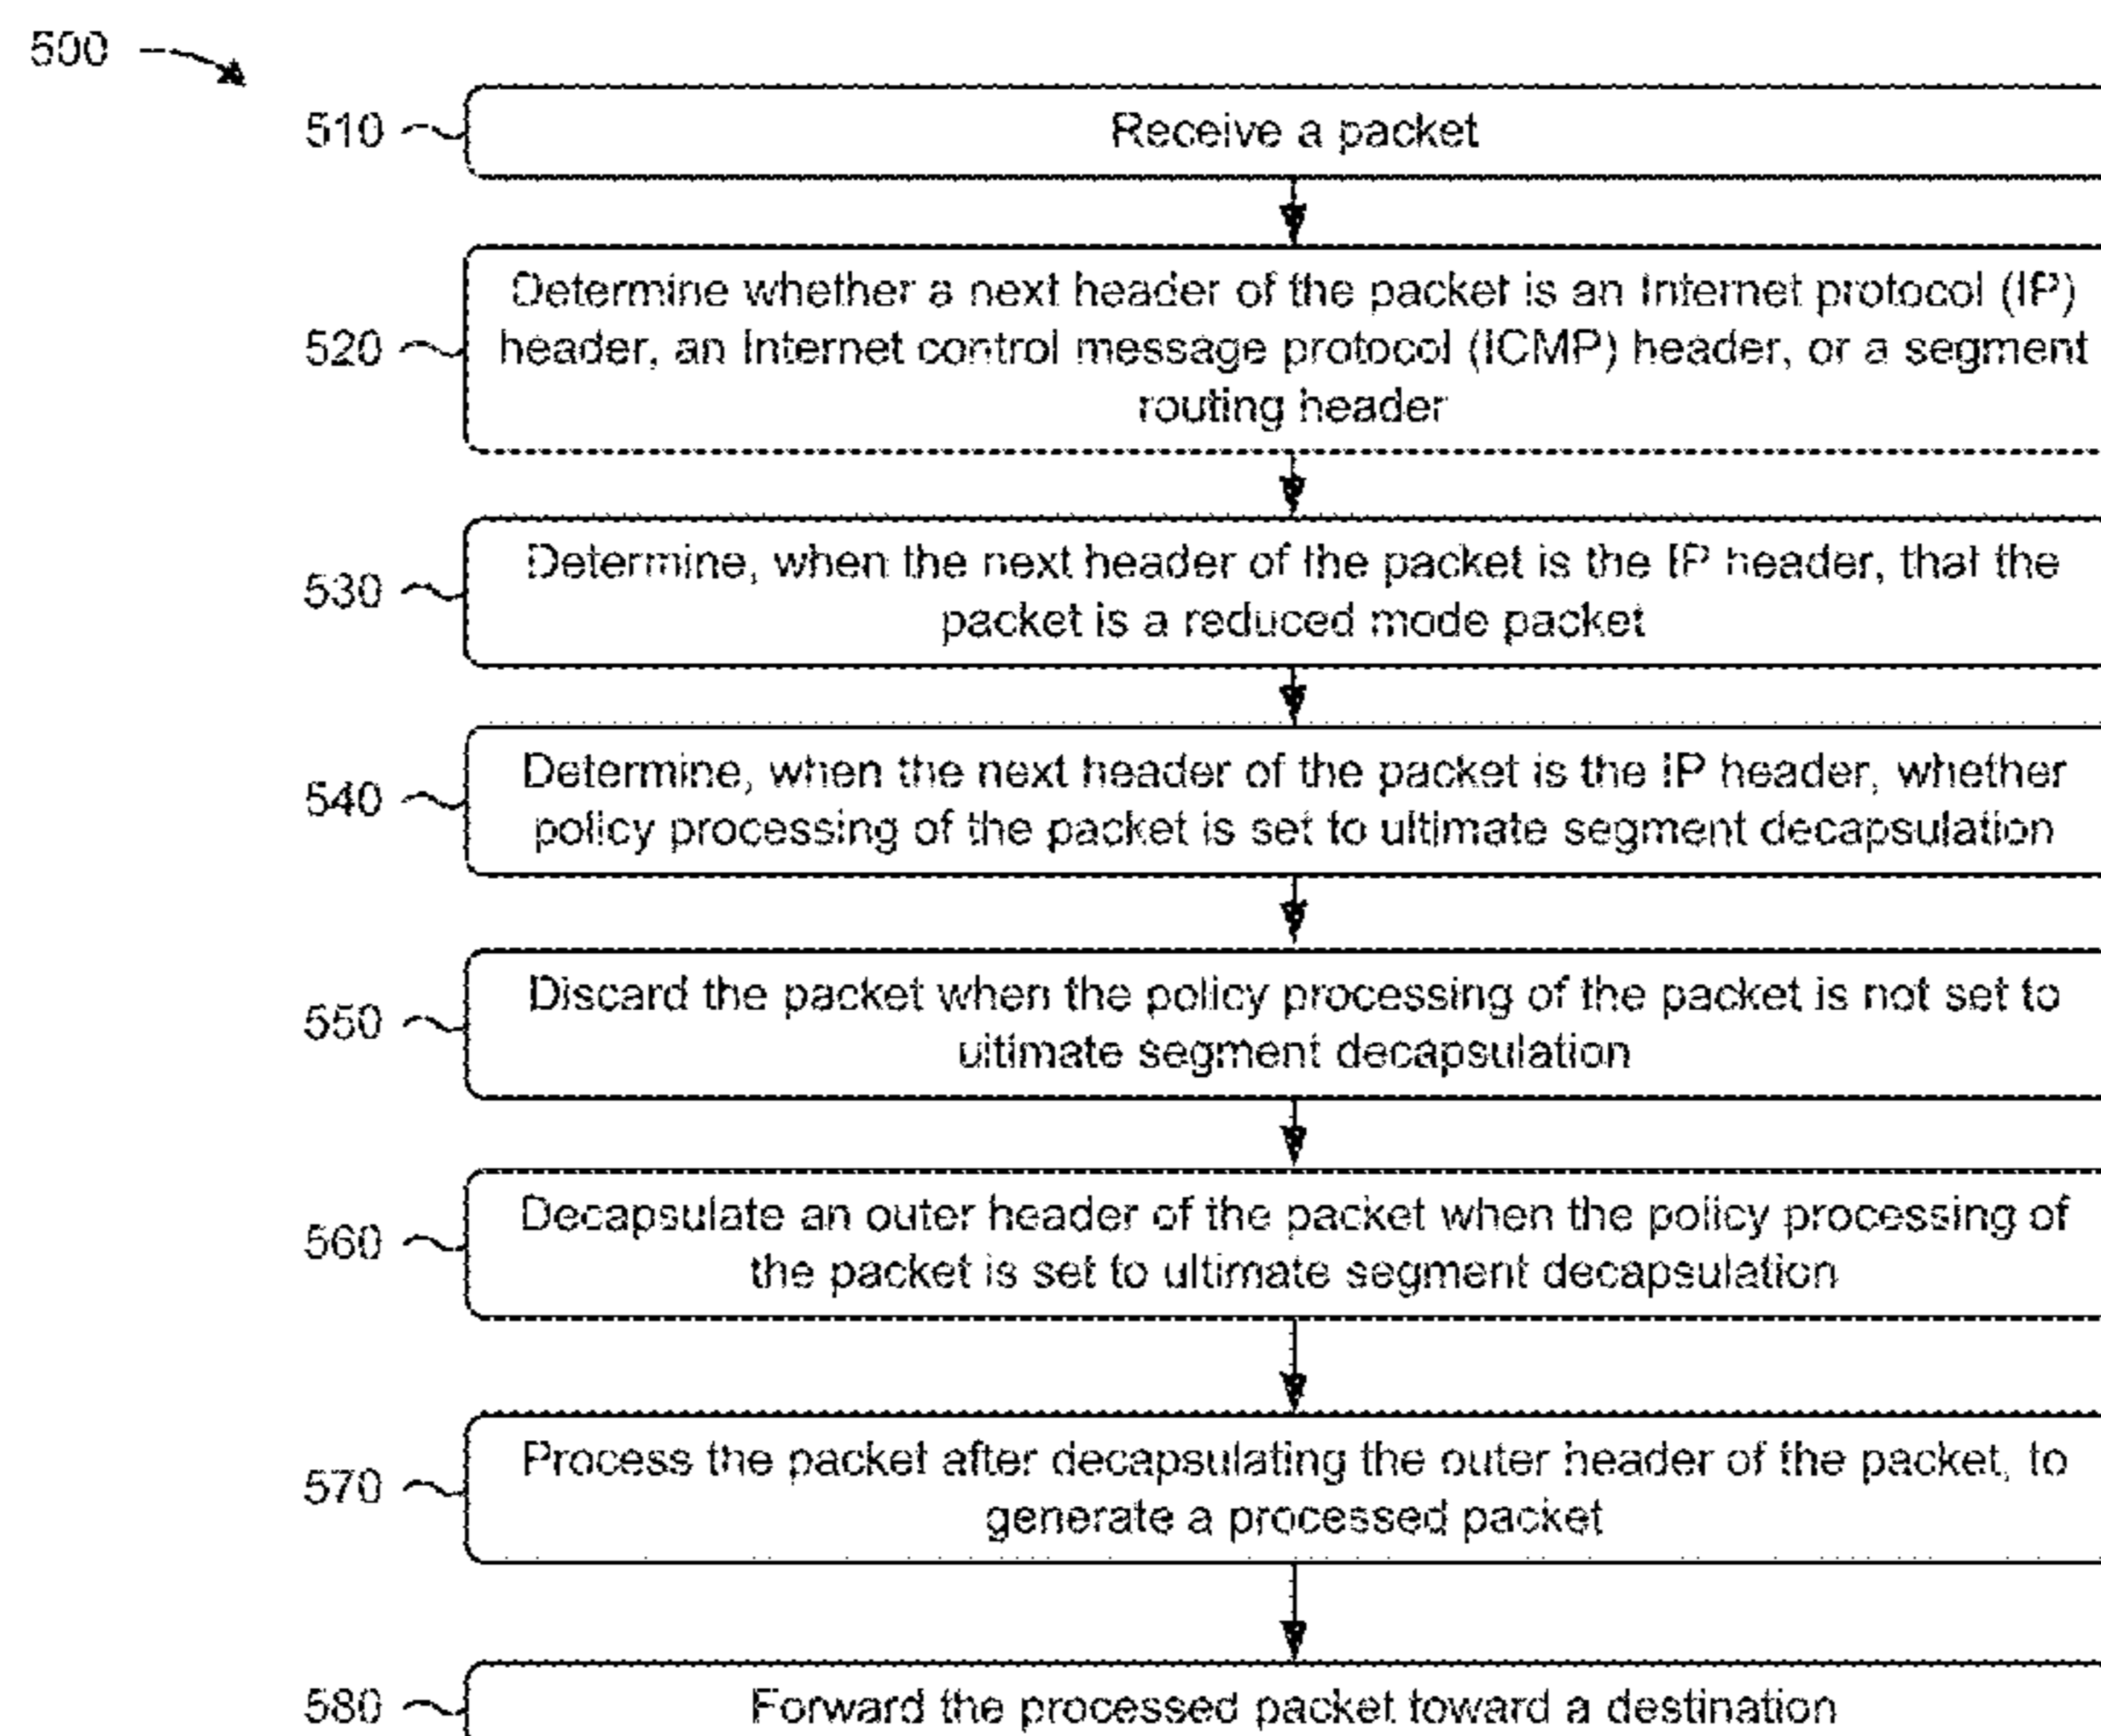 500
510
Receive a packet
520
Determine whether a next header of the packet is an Internet protocol (IP)
header, an Internet control message protocol (ICMP) header, or a segment
routing header
530
Determine, when the next header of the packet is the IP header, that the
packet is a reduced mode packet
540
Determine, when the next header of the packet is the IP header, whether
policy processing of the packet is set to ultimate segment decapsulation
550
Discard the packet when the policy processing of the packet is not set to
ultimate segment decapsulation
560
Decapsulate an outer header of the packet when the policy processing of
the packet is set to ultimate segment decapsulation
570
Process the packet after decapsulating the outer header of the packet, to
generate a processed packet
580
Forward the processed packet toward a destination